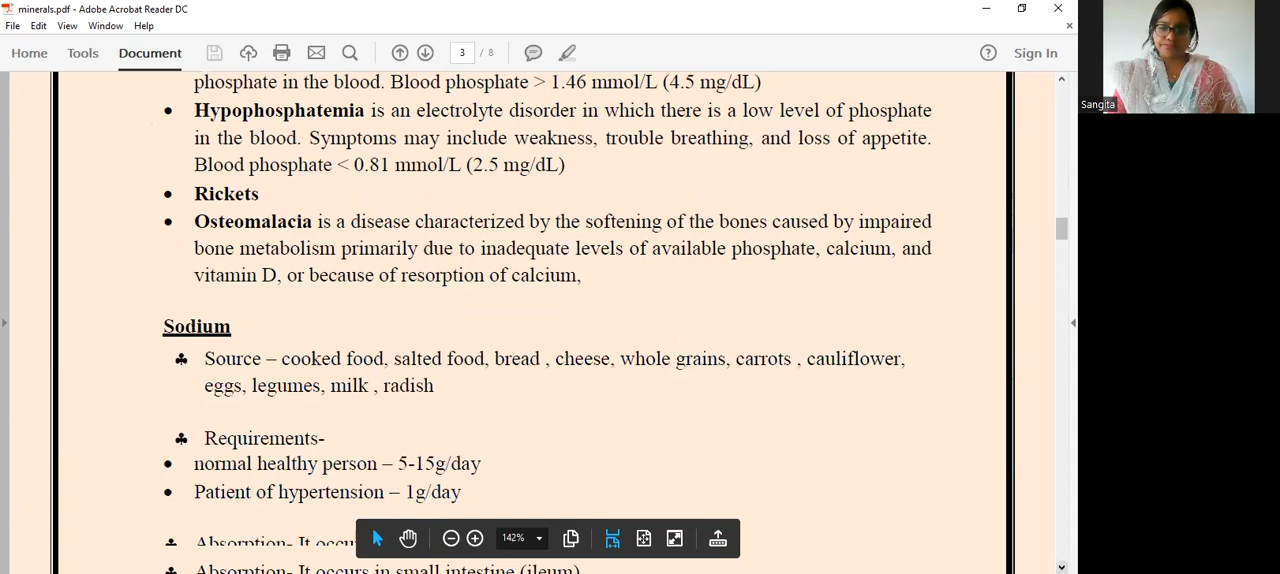 minerals.pdf - Adobe Acrobat Reader DC
File Edit View Window Help
Home Tools Document 3 / 8 Sign In
phosphate in the blood. Blood phosphate > 1.46 mmol/L (4.5 mg/dL)
• Hypophosphatemia is an electrolyte disorder in which there is a low level of phosphate
in the blood. Symptoms may include weakness, trouble breathing, and loss of appetite.
Blood phosphate < 0.81 mmol/L (2.5 mg/dL)
• Rickets
• Osteomalacia is a disease characterized by the softening of the bones caused by impaired
bone metabolism primarily due to inadequate levels of available phosphate, calcium, and
vitamin D, or because of resorption of calcium,
Sodium
♣ Source – cooked food, salted food, bread , cheese, whole grains, carrots , cauliflower,
eggs, legumes, milk , radish
♣ Requirements-
• normal healthy person – 5-15g/day
• Patient of hypertension – 1g/day
♣ Absorption- It occurs
142%
♣ Absorption- It occurs in small intestine (ileum)
Sangita